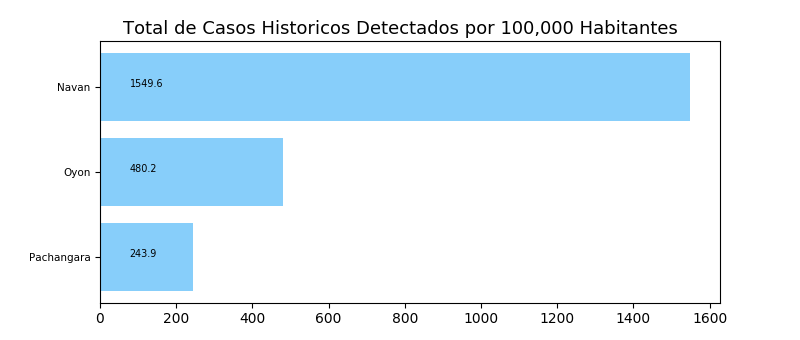 Total de Casos Historicos Detectados por 100,000 Habitantes
Navan
1549.6
Oyon
480.2
Pachangara
243.9
0 200 400 600 800 1000 1200 1400 1600